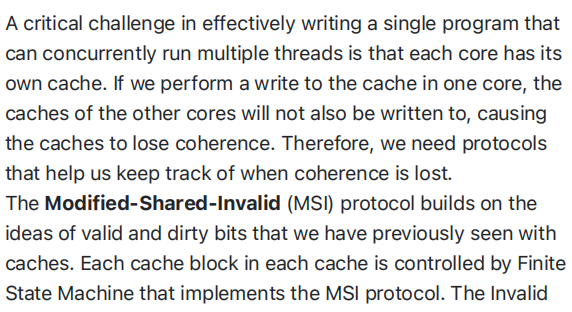 A critical challenge in effectively writing a single program that
can concurrently run multiple threads is that each core has its
own cache. If we perform a write to the cache in one core, the
caches of the other cores will not also be written to, causing
the caches to lose coherence. Therefore, we need protocols
that help us keep track of when coherence is lost.
The Modified-Shared-Invalid (MSI) protocol builds on the
ideas of valid and dirty bits that we have previously seen with
caches. Each cache block in each cache is controlled by Finite
State Machine that implements the MSI protocol. The Invalid